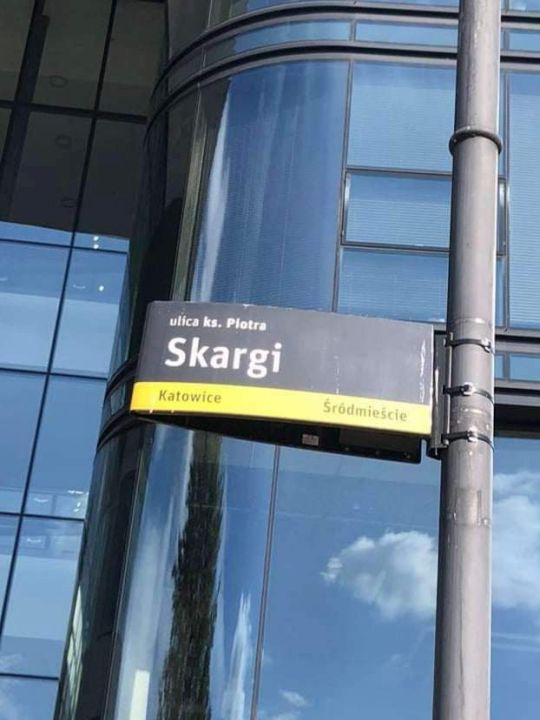 ulica ks. Piotra
Skargi
Katowice Śródmieście